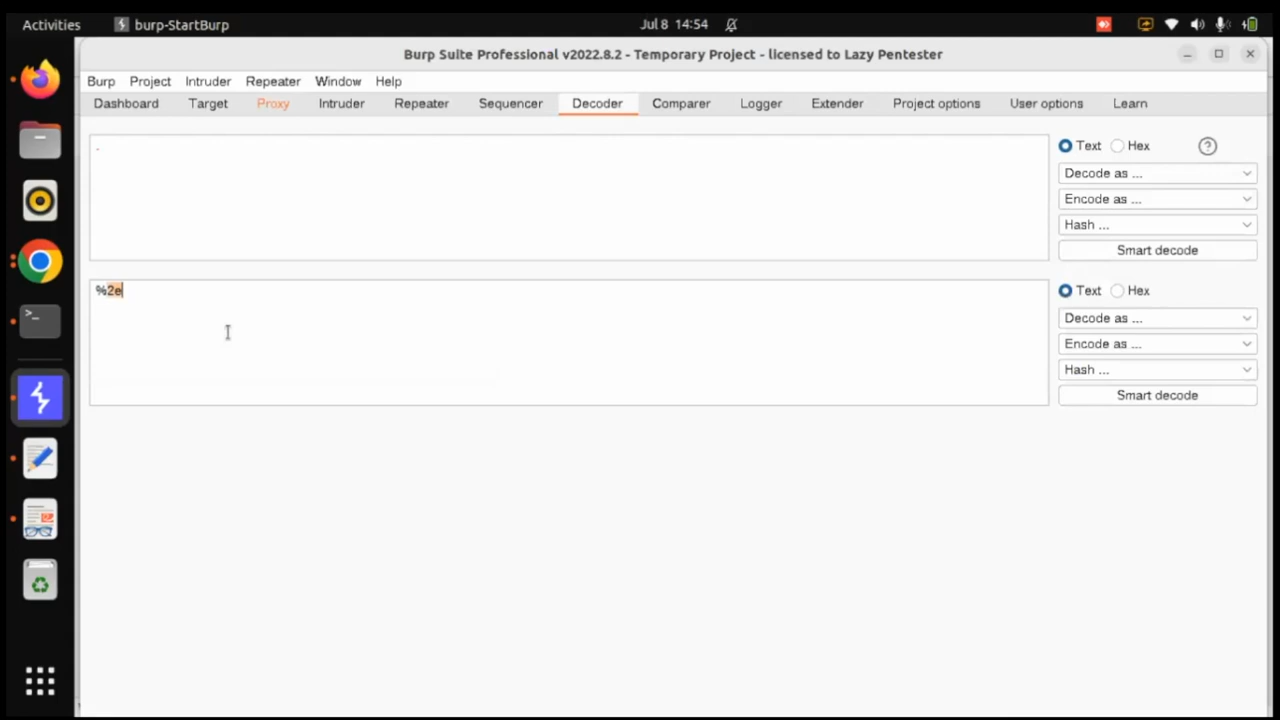 Activities burp-StartBurp Jul 8 14:54
Burp Suite Professional v2022.8.2 - Temporary Project - licensed to Lazy Pentester
Burp Project Intruder Repeater Window Help
Dashboard Target Proxy Intruder Repeater Sequencer Decoder Comparer Logger Extender Project options User options Learn
.
Text Hex ?
Decode as ...
Encode as ...
Hash ...
Smart decode
%2e
Text Hex
Decode as ...
Encode as ...
Hash ...
Smart decode